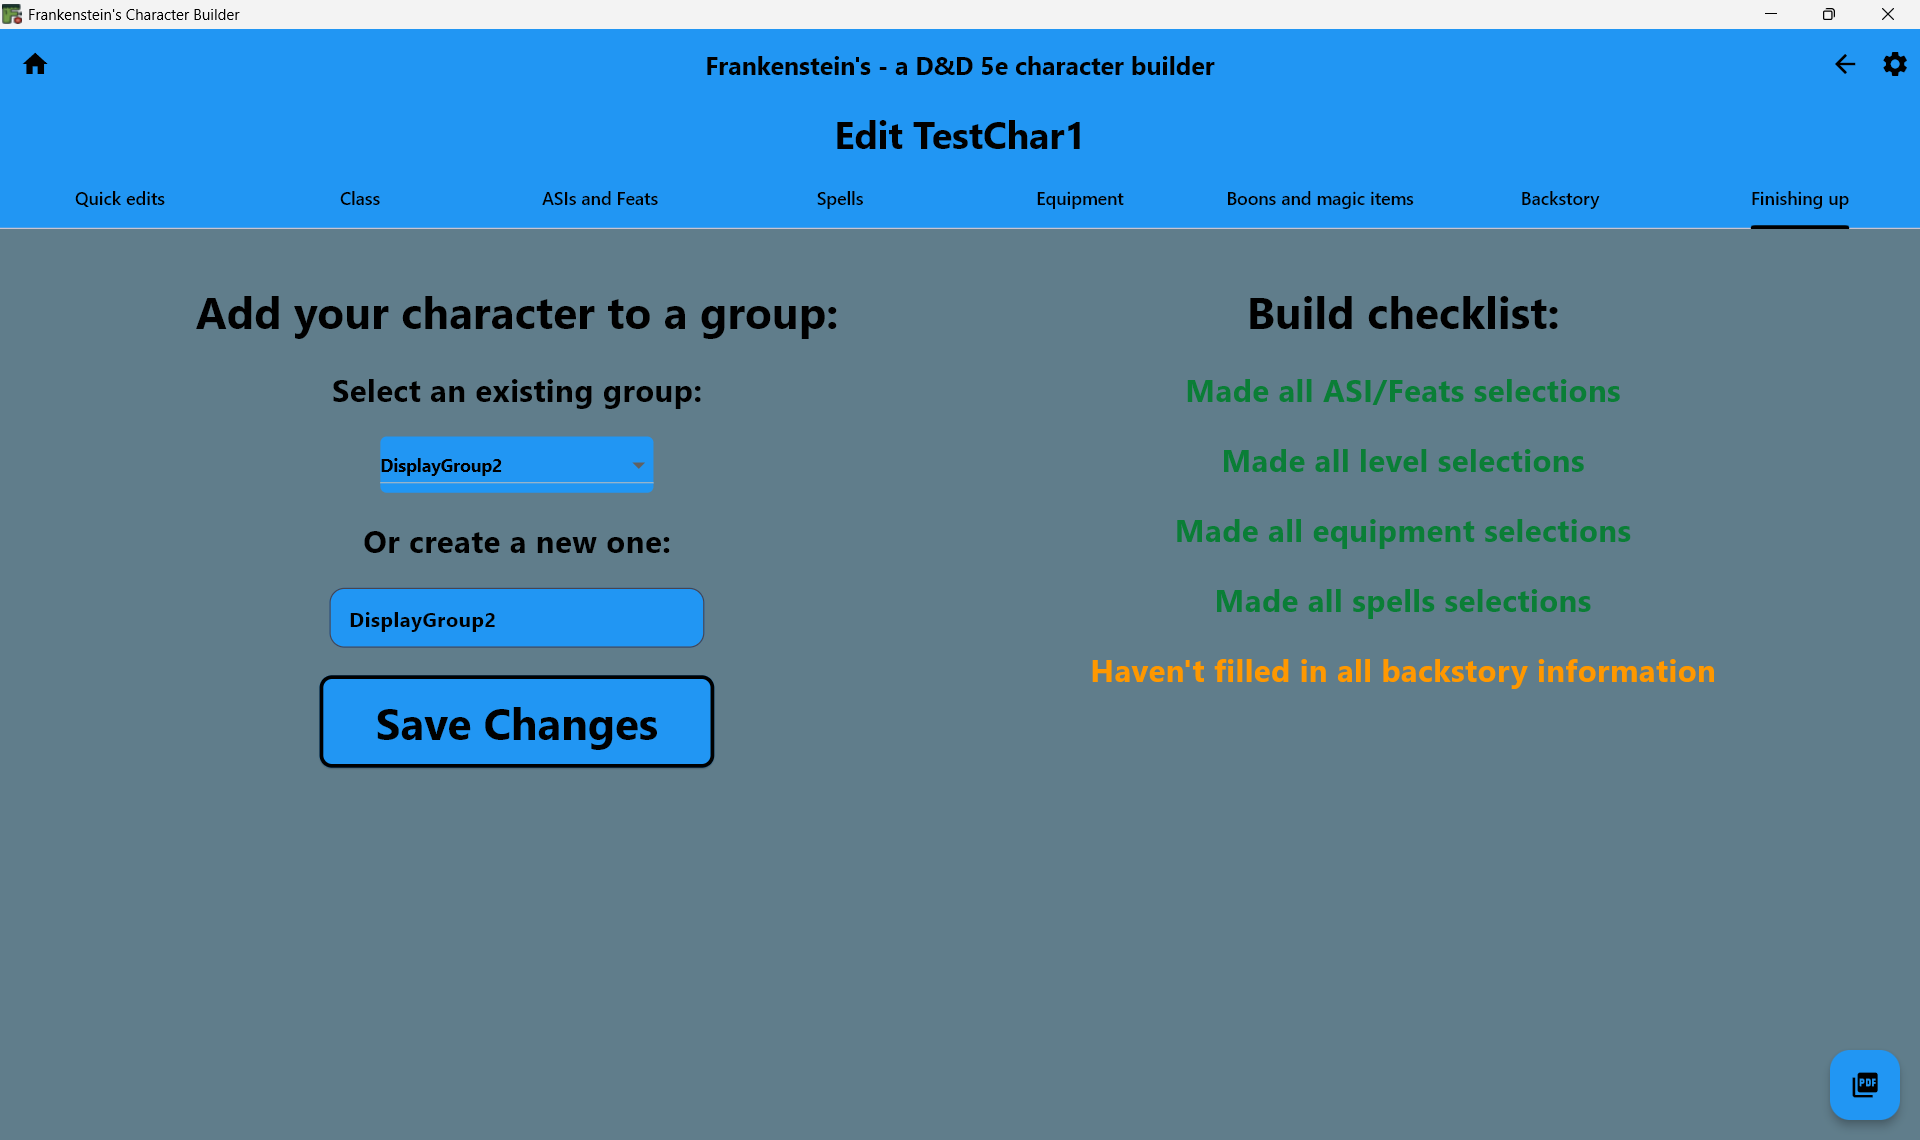 Frankenstein's Character Builder
Frankenstein's - a D&D 5e character builder
Edit TestChar1
Quick edits
Class
ASIs and Feats
Spells
Equipment
Boons and magic items
Backstory
Finishing up
Add your character to a group:
Select an existing group:
DisplayGroup2
Or create a new one:
DisplayGroup2
Save Changes
Build checklist:
Made all ASI/Feats selections
Made all level selections
Made all equipment selections
Made all spells selections
Haven't filled in all backstory information
PDF